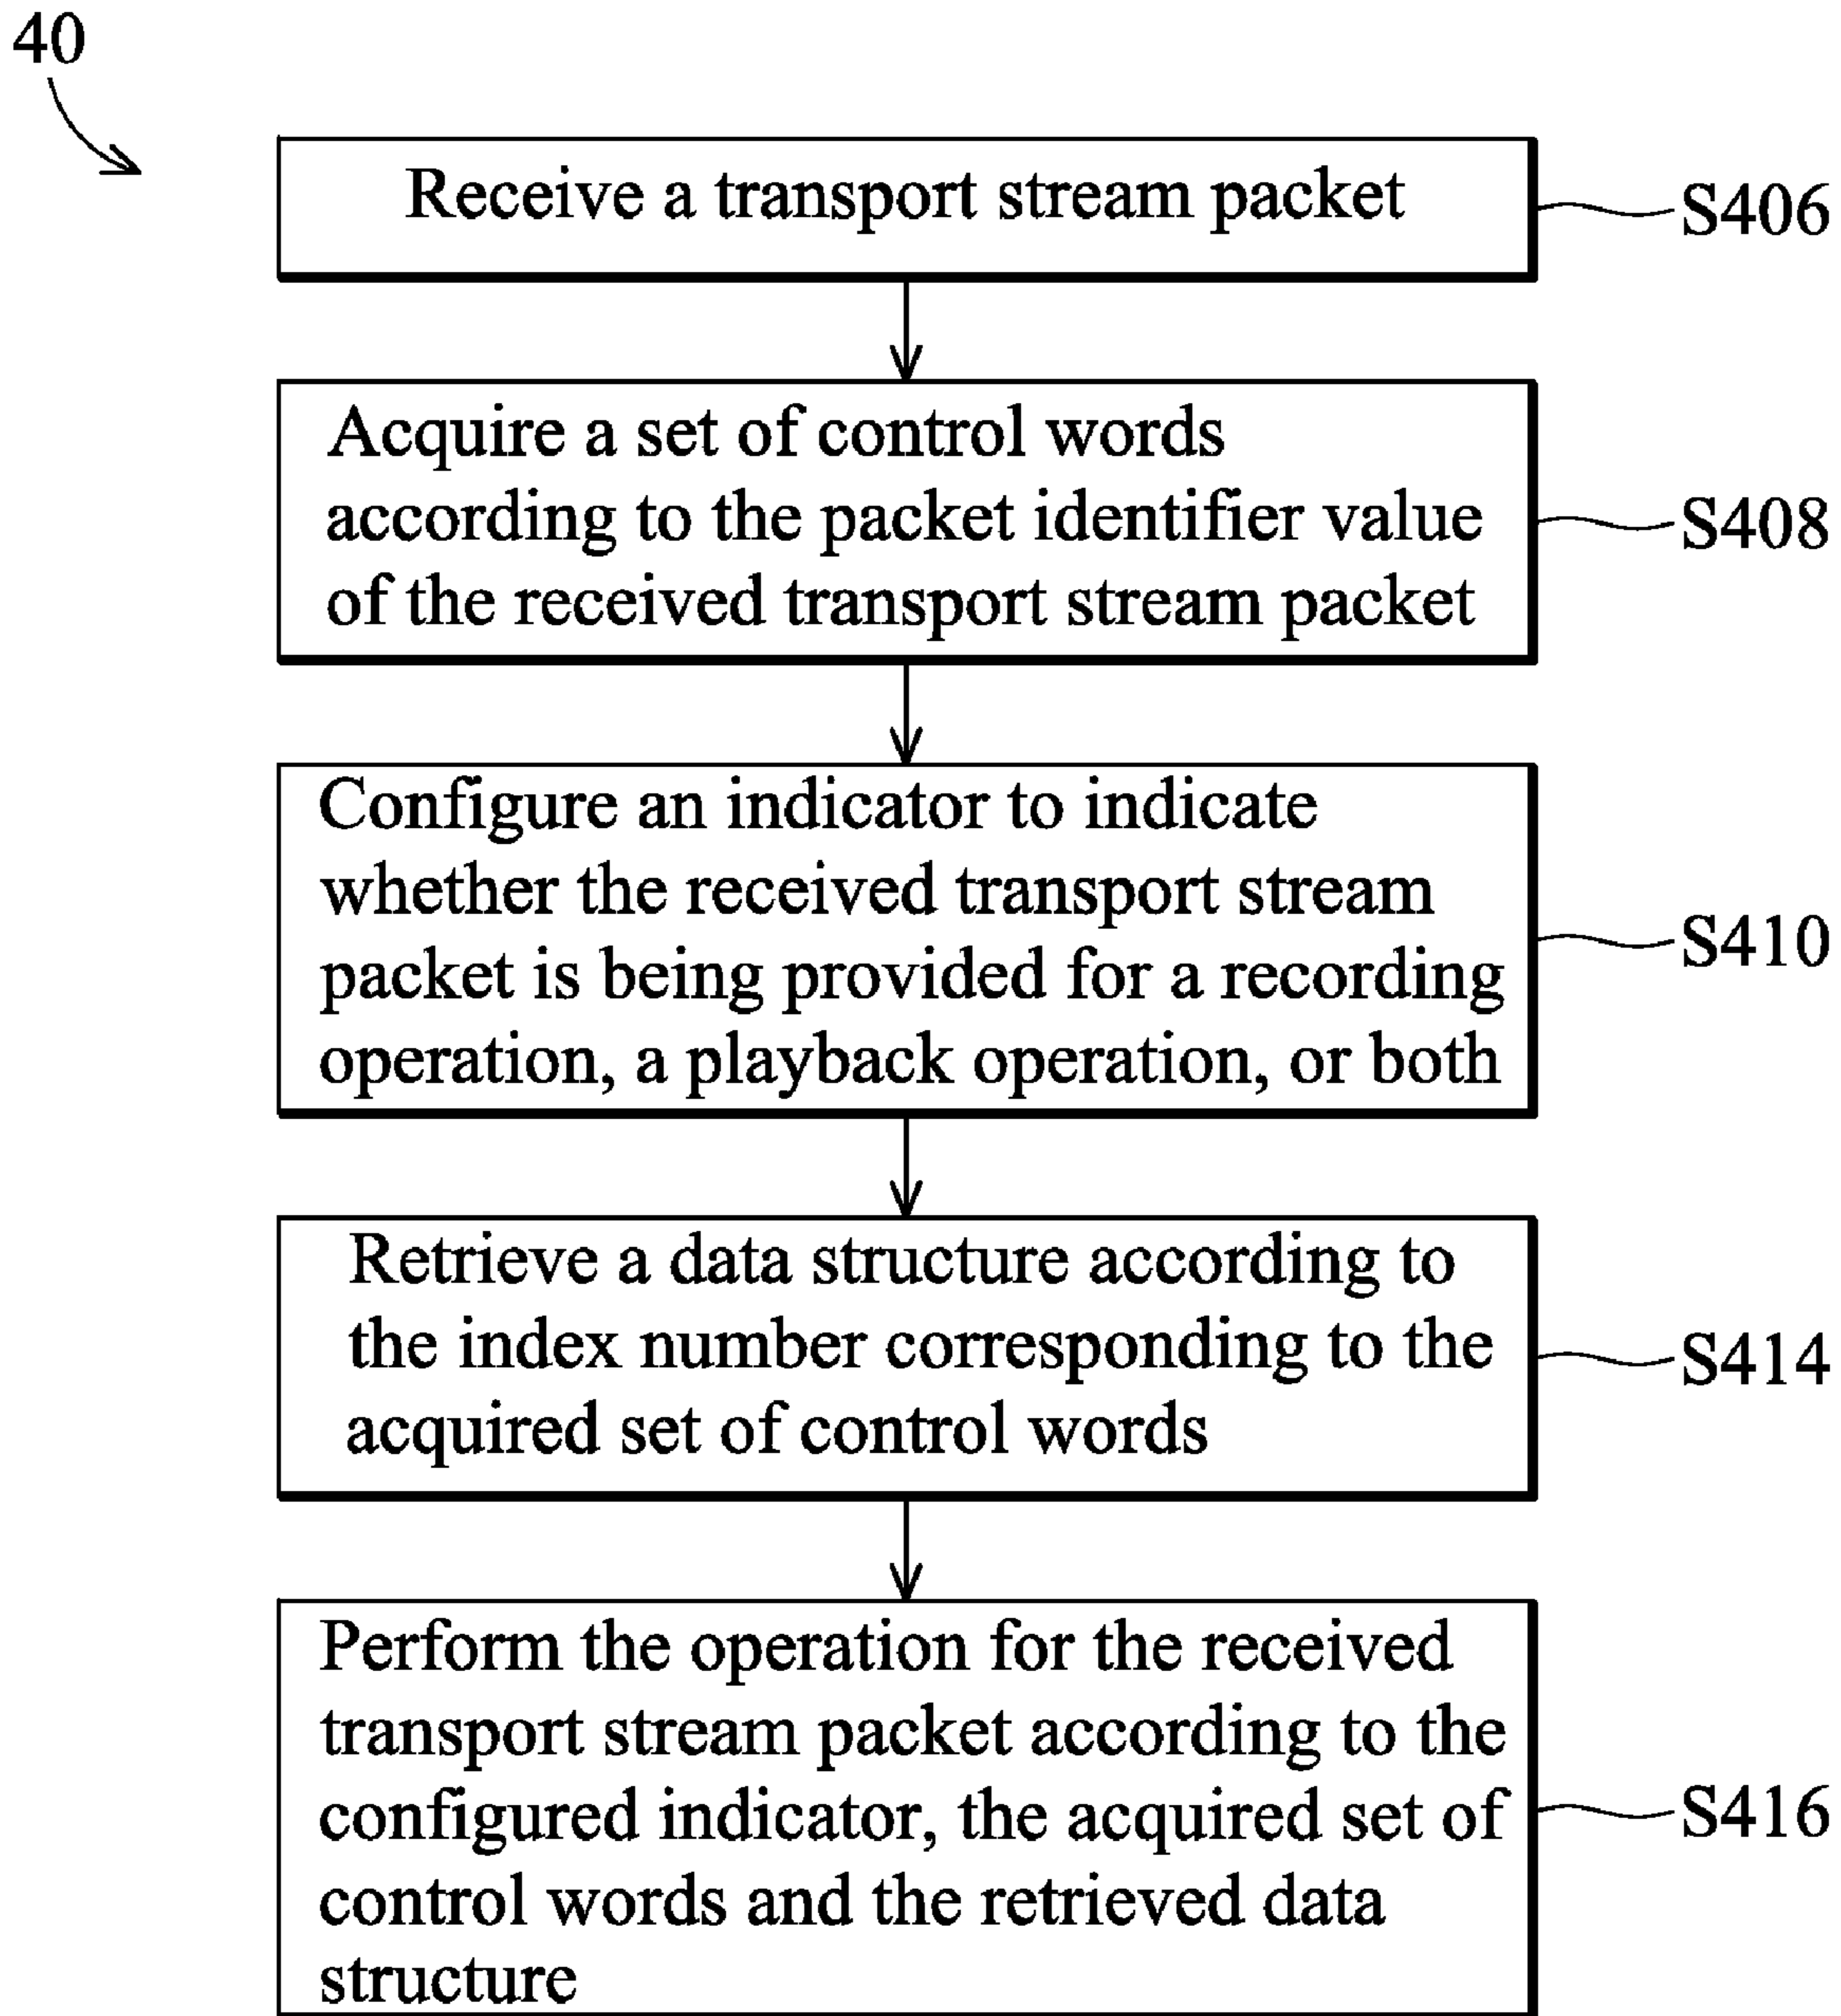 40
Receive a transport stream packet
S406
Acquire a set of control words
according to the packet identifier value
of the received transport stream packet
S408
Configure an indicator to indicate
whether the received transport stream
packet is being provided for a recording
operation, a playback operation, or both
S410
Retrieve a data structure according to
the index number corresponding to the
acquired set of control words
S414
Perform the operation for the received
transport stream packet according to the
configured indicator, the acquired set of
control words and the retrieved data
structure
S416